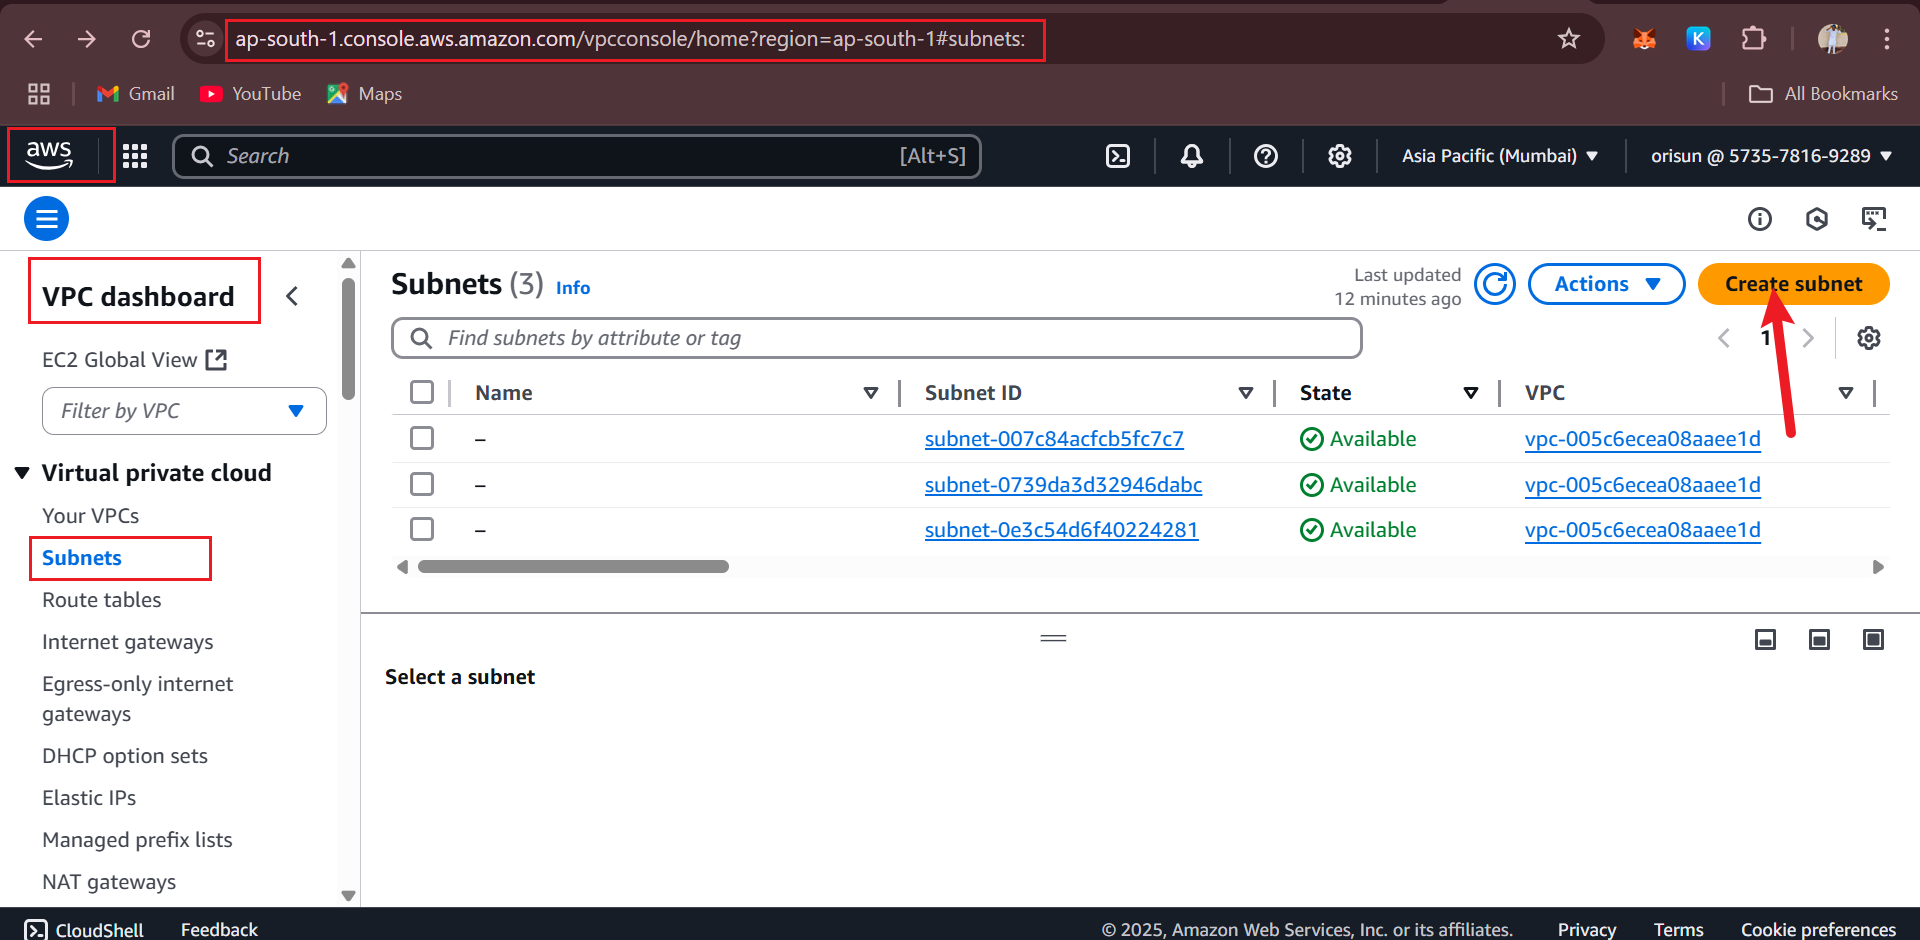 ap-south-1.console.aws.amazon.com/vpcconsole/home?region=ap-south-1#subnets:
K
Gmail YouTube Maps All Bookmarks
aws Search [Alt+S] Asia Pacific (Mumbai) orisun @ 5735-7816-9289
VPC dashboard
EC2 Global View
Filter by VPC
Virtual private cloud
Your VPCs
Subnets
Route tables
Internet gateways
Egress-only internet
gateways
DHCP option sets
Elastic IPs
Managed prefix lists
NAT gateways
Subnets (3) Info
Last updated
12 minutes ago
Actions
Create subnet
Find subnets by attribute or tag
1
Name Subnet ID State VPC
– subnet-007c84acfcb5fc7c7 Available vpc-005c6ecea08aaee1d
– subnet-0739da3d32946dabc Available vpc-005c6ecea08aaee1d
– subnet-0e3c54d6f40224281 Available vpc-005c6ecea08aaee1d
Select a subnet
CloudShell Feedback © 2025, Amazon Web Services, Inc. or its affiliates. Privacy Terms Cookie preferences